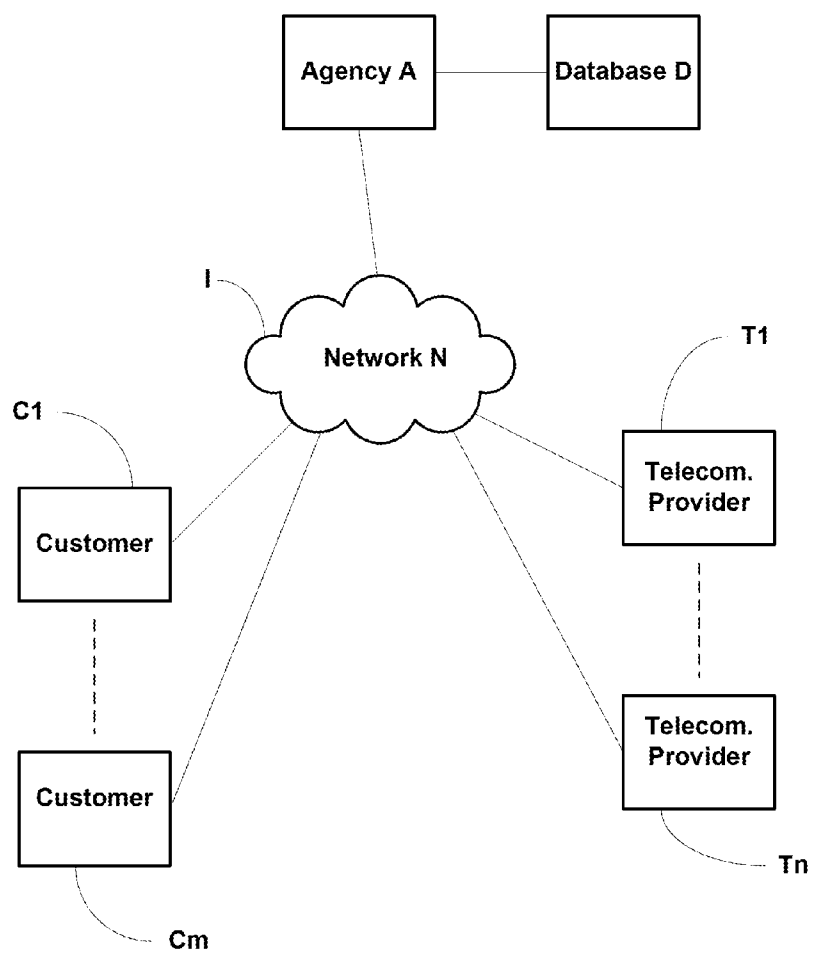 Agency A
Database D
I
Network N
T1
C1
Telecom.
Provider
Customer
Telecom.
Provider
Customer
Tn
Cm